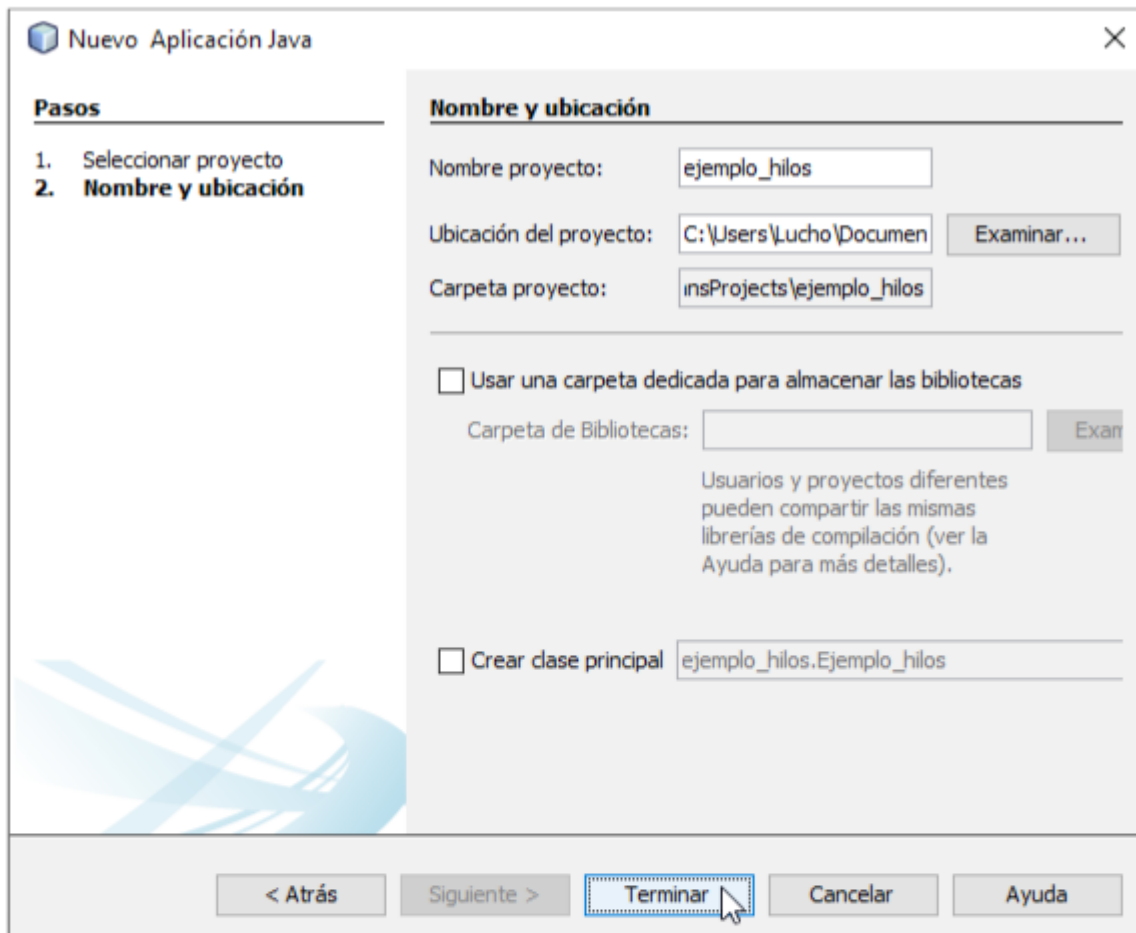 Nuevo  Aplicación Java
Pasos
1. Seleccionar proyecto
2. Nombre y ubicación
Nombre y ubicación
Nombre proyecto: ejemplo_hilos
Ubicación del proyecto: C:\Users\Lucho\Documen Examinar...
Carpeta proyecto: nsProjects\ejemplo_hilos
Usar una carpeta dedicada para almacenar las bibliotecas
Carpeta de Bibliotecas: Exam
Usuarios y proyectos diferentes
pueden compartir las mismas
librerías de compilación (ver la
Ayuda para más detalles).
Crear clase principal ejemplo_hilos.Ejemplo_hilos
< Atrás Siguiente > Terminar Cancelar Ayuda